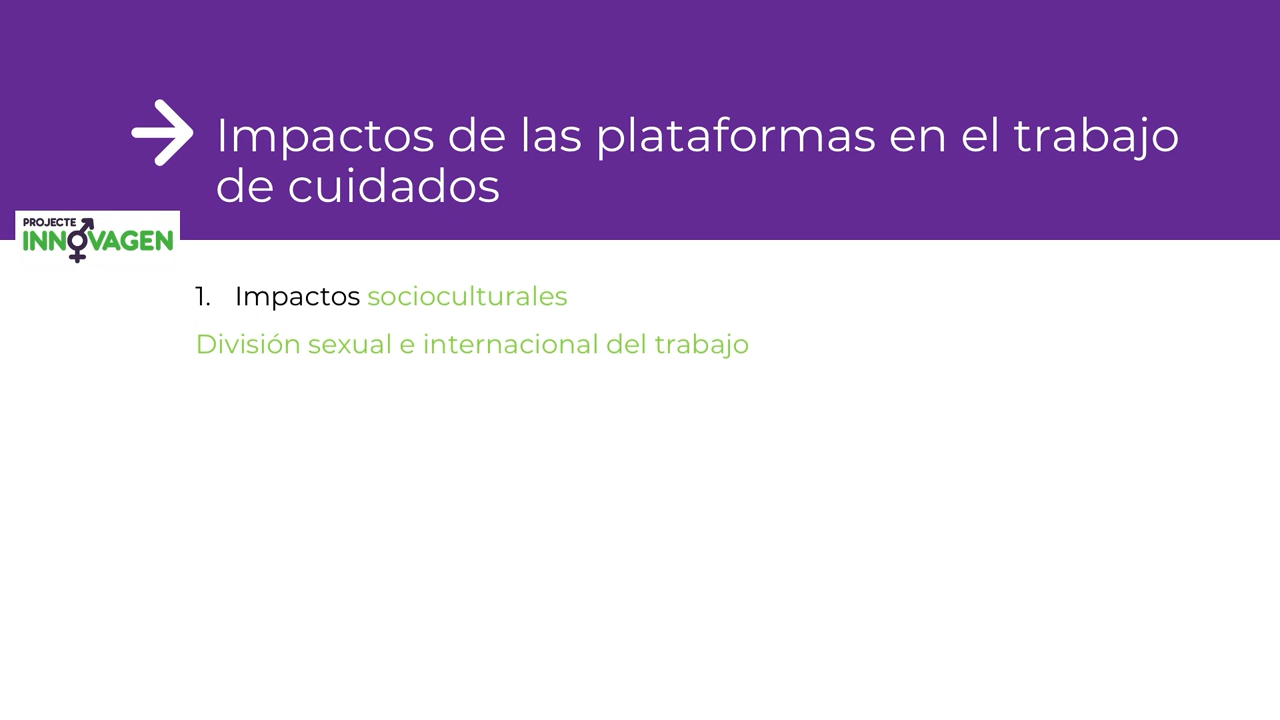 Impactos de las plataformas en el trabajo
de cuidados
PROJECTE
INNOVAGEN
1. Impactos socioculturales
División sexual e internacional del trabajo